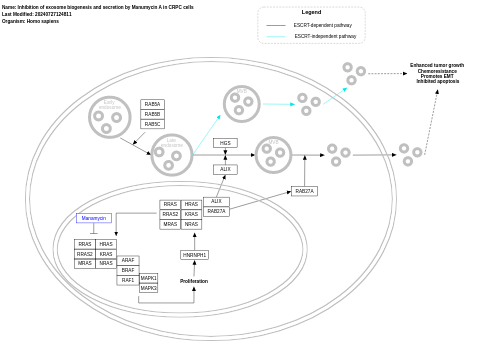 Name: Inhibition of exosome biogenesis and secretion by Manumycin A in CRPC cells
Last Modified: 20240727124811
Organism: Homo sapiens
Legend
ESCRT-dependent pathway
ESCRT-independent pathway
Enhanced tumor growth
Chemoresistance
Promotes EMT
Inhibited apoptosis
MVB
Early
endosome
RAB5A
RAB5B
RAB5C
Late
endosome
HGS
ALIX
MVB
RAB27A
RRAS HRAS
RRAS2 KRAS
MRAS NRAS
ALIX
RAB27A
Manumycin
RRAS HRAS
RRAS2 KRAS
MRAS NRAS
ARAF
BRAF
RAF1
MAPK1
MAPK3
HNRNPH1
Proliferation